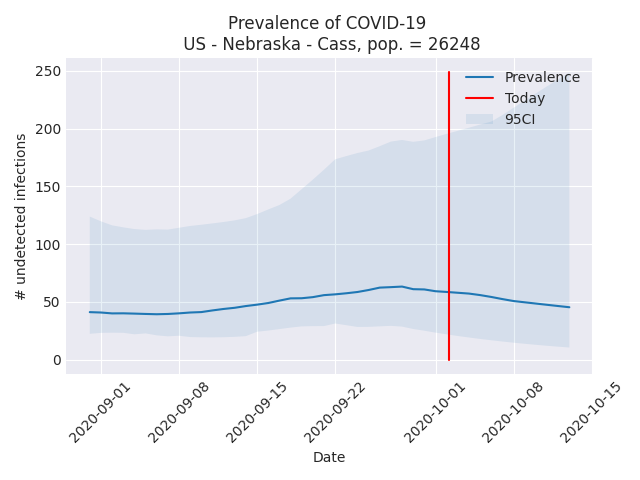 Prevalence of COVID-19
US - Nebraska - Cass, pop. = 26248
250
200
150
100
50
0
# undetected infections
Prevalence
Today
95CI
2020-09-01
2020-09-08
2020-09-15
2020-09-22
2020-10-01
2020-10-08
2020-10-15
Date